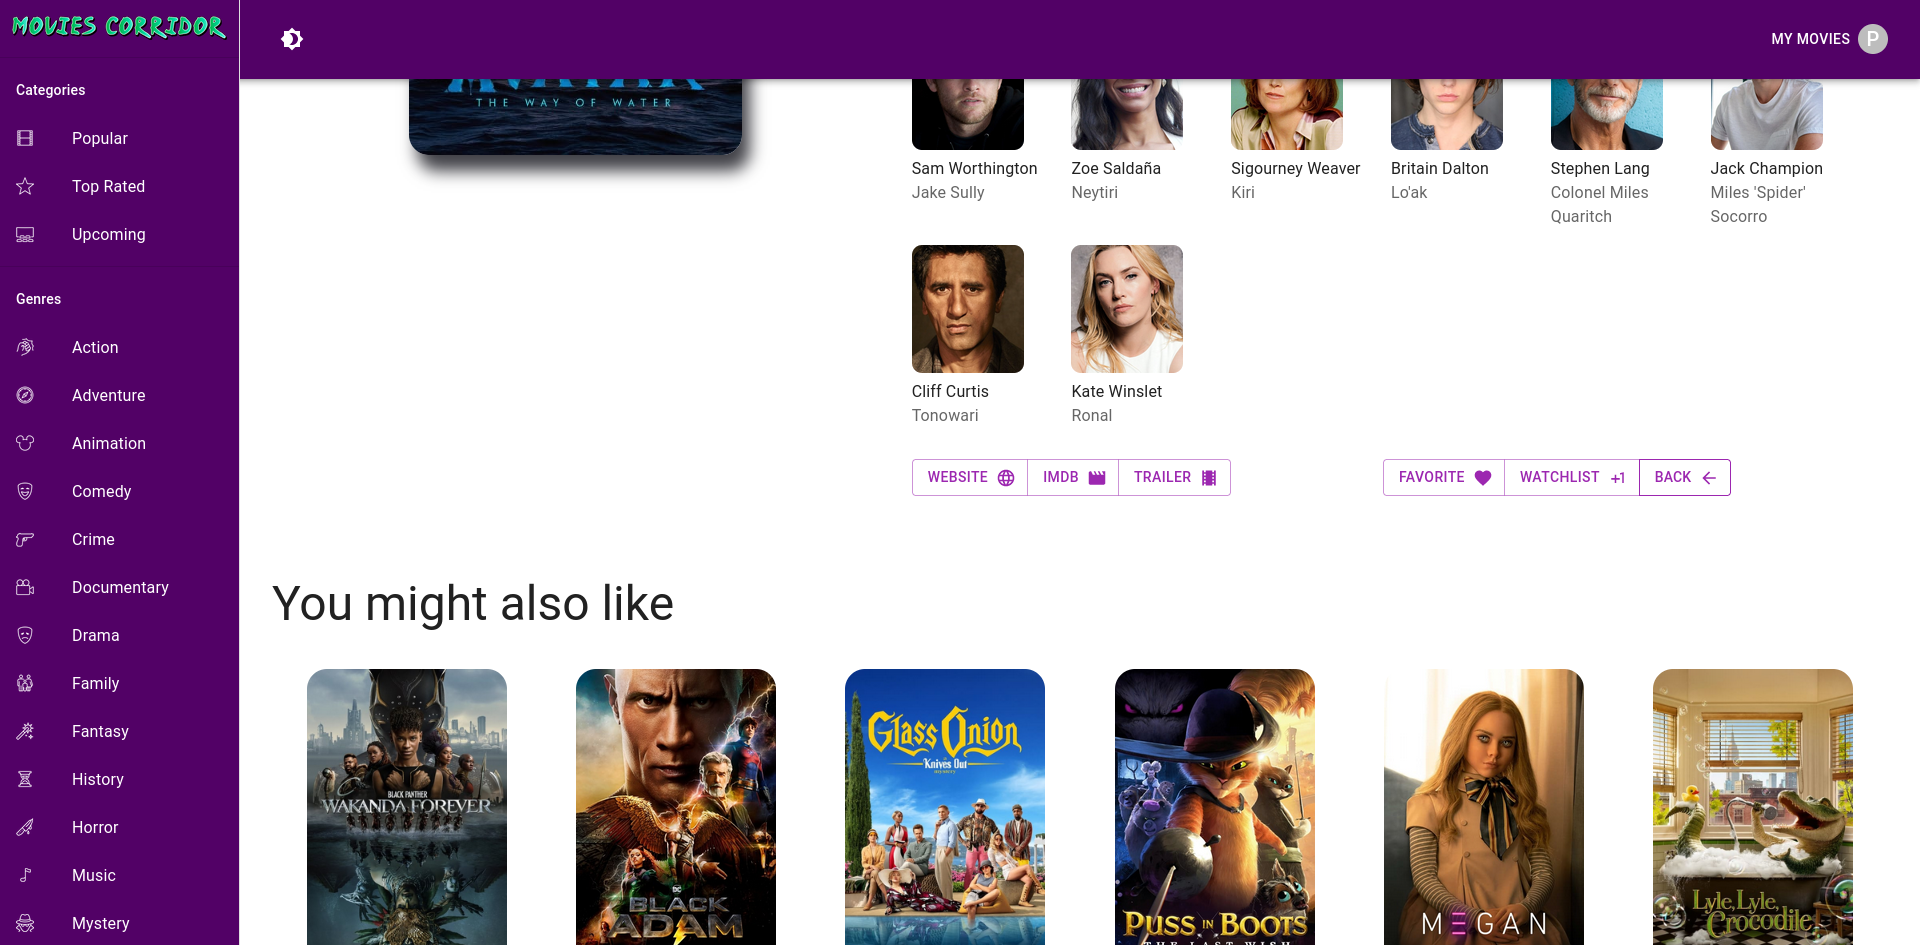 MOVIES CORRIDOR
MY MOVIES
P
Categories
Popular
Top Rated
Upcoming
Genres
Action
Adventure
Animation
Comedy
Crime
Documentary
Drama
Family
Fantasy
History
Horror
Music
Mystery
AVATAR
THE WAY OF WATER
Sam Worthington
Jake Sully
Zoe Saldaña
Neytiri
Sigourney Weaver
Kiri
Britain Dalton
Lo'ak
Stephen Lang
Colonel Miles
Quaritch
Jack Champion
Miles 'Spider'
Socorro
Cliff Curtis
Tonowari
Kate Winslet
Ronal
WEBSITE
IMDB
TRAILER
FAVORITE
WATCHLIST +1
BACK
You might also like
BLACK PANTHER
WAKANDA FOREVER
DC
BLACK
ADAM
Glass Onion
A Knives Out
mystery
PUSS IN BOOTS
THE LAST WISH
M3GAN
Lyle, Lyle,
Crocodile